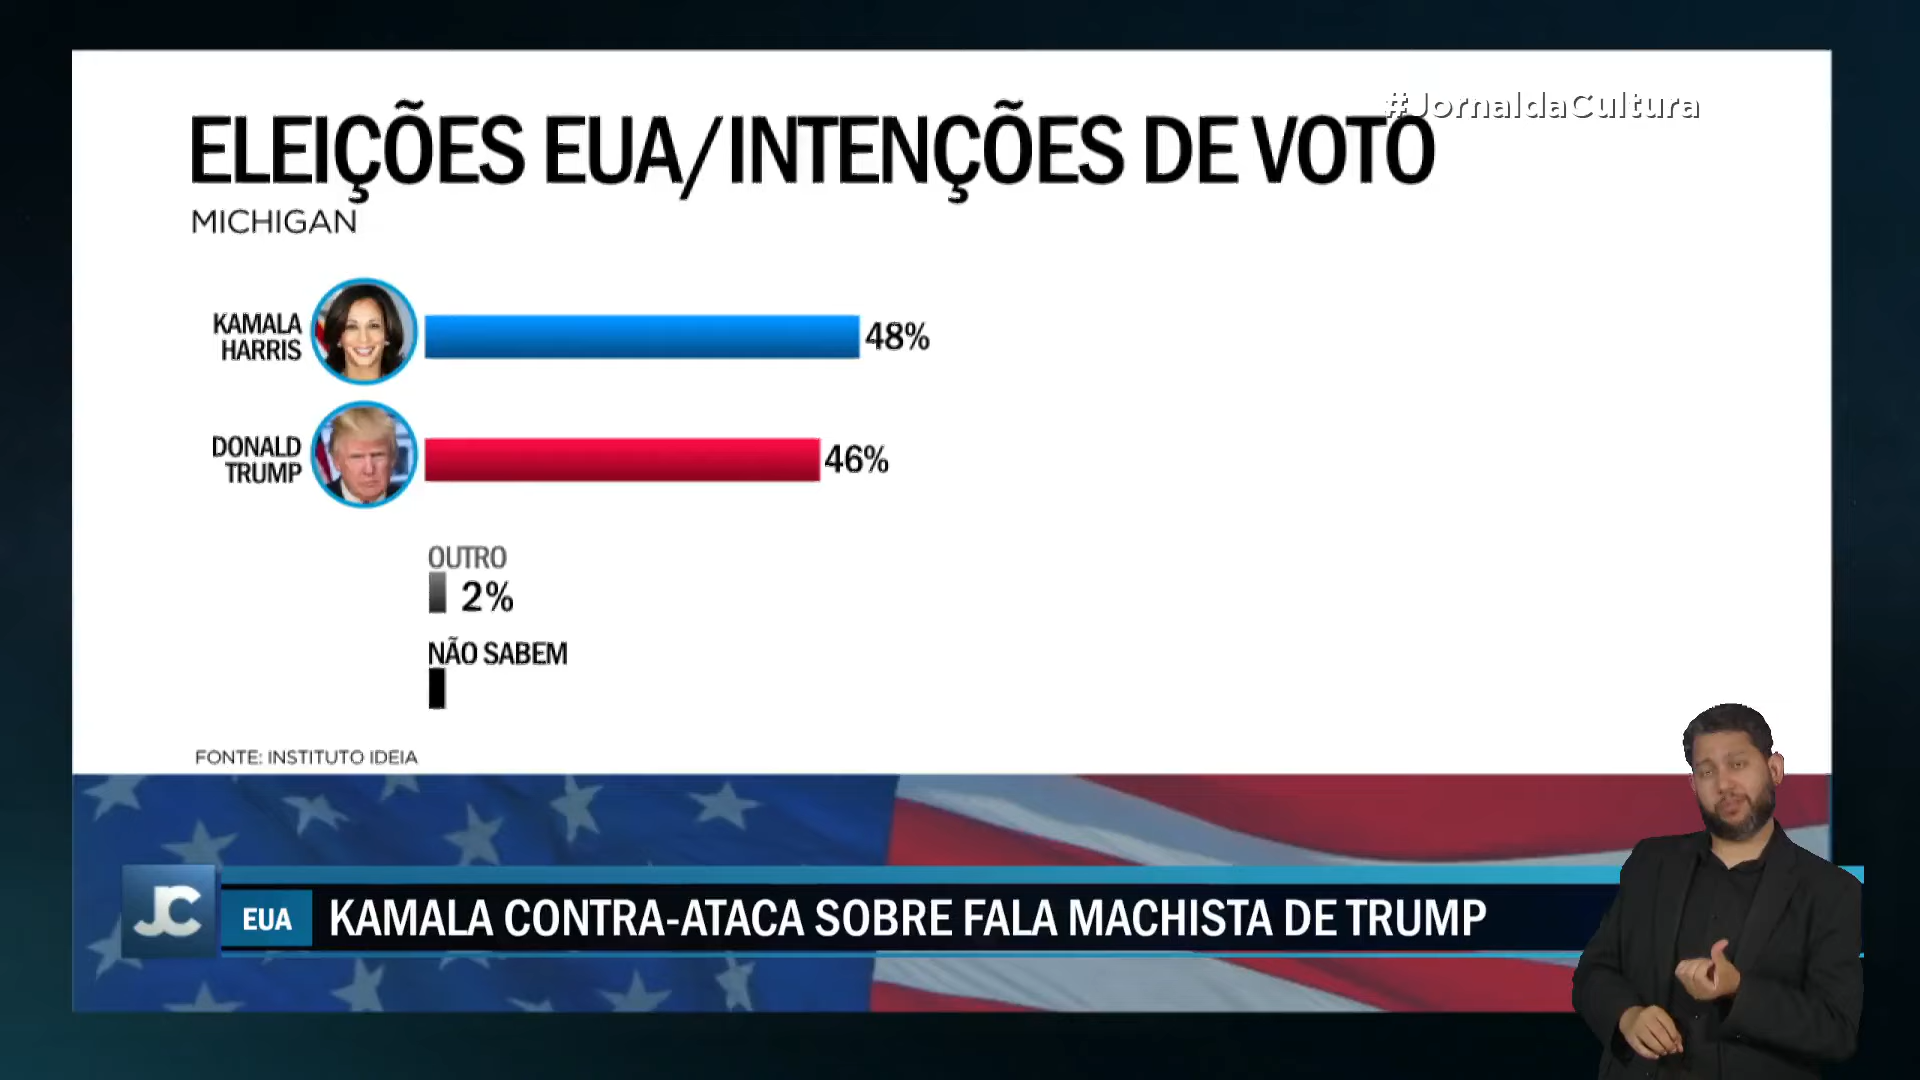 #JornaldaCultura
ELEIÇÕES EUA/INTENÇÕES DE VOTO
MICHIGAN
KAMALA
HARRIS
48%
DONALD
TRUMP
46%
OUTRO
2%
NÃO SABEM
FONTE: INSTITUTO IDEIA
JC
EUA
KAMALA CONTRA-ATACA SOBRE FALA MACHISTA DE TRUMP